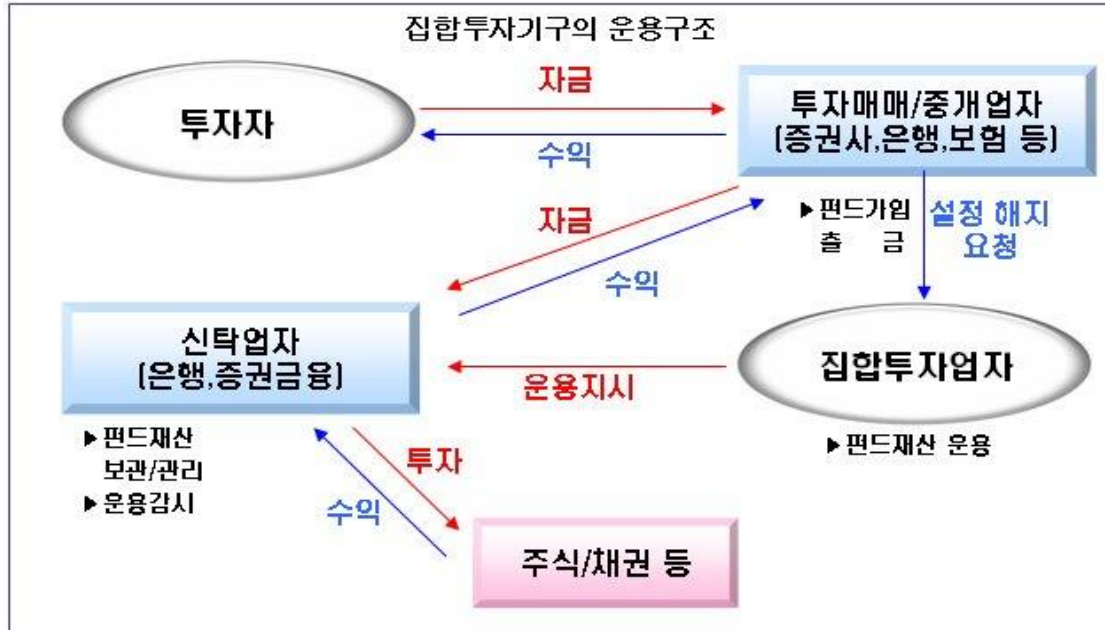 집합투자기구의 운용구조
투자자
자금
수익
투자매매/중개업자
(증권사,은행,보험 등)
자금
수익
▶펀드가입
출 금
설정 해지
요청
신탁업자
(은행,증권금융)
운용지시
집합투자업자
▶펀드재산
보관/관리
▶운용감시
▶펀드재산 운용
투자
수익
주식/채권 등